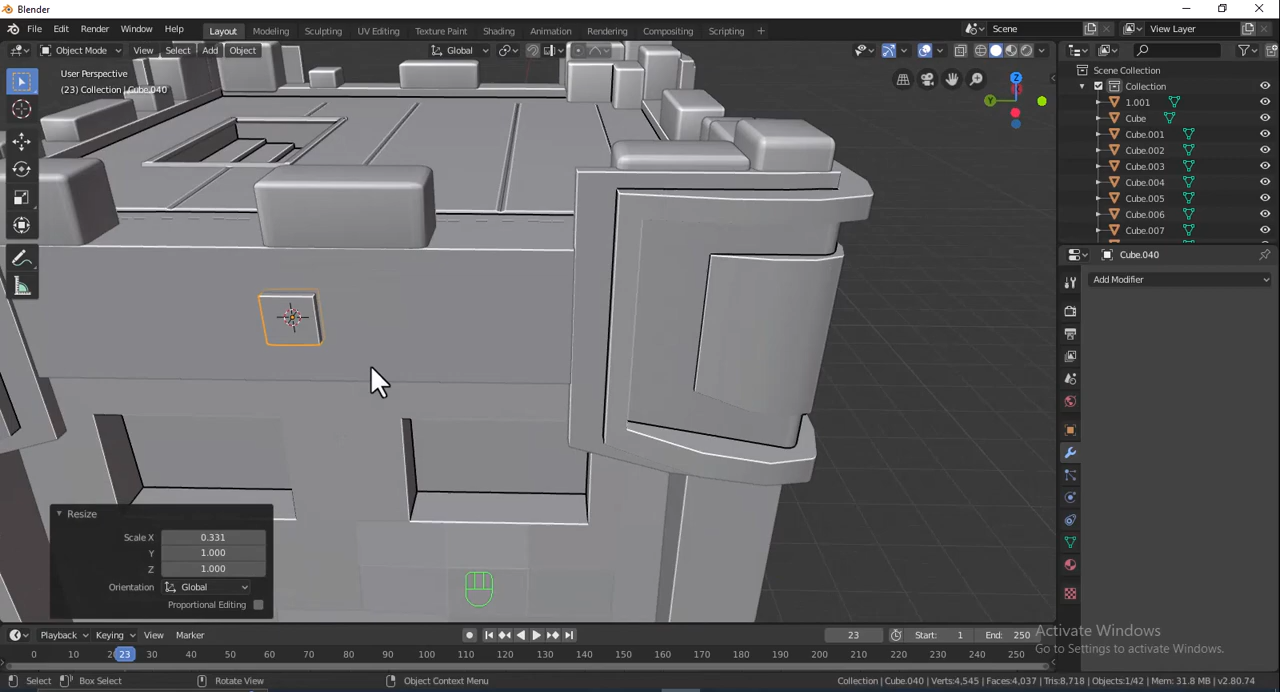 Blender
File Edit Render Window Help
Layout Modeling Sculpting UV Editing Texture Paint Shading Animation Rendering Compositing Scripting +
Scene
View Layer
Object Mode View Select Add Object
Global
User Perspective
(23) Collection | Cube.040
Z
Y
Scene Collection
Collection
1.001
Cube
Cube.001
Cube.002
Cube.003
Cube.004
Cube.005
Cube.006
Cube.007
Cube.040
Add Modifier
Resize
Scale X 0.331
Y 1.000
Z 1.000
Orientation Global
Proportional Editing
Playback Keying View Marker
23 Start: 1 End: 250
0 10 23 30 40 50 60 70 80 90 100 110 120 130 140 150 160 170 180 190 200 210 220 230 240 250
Activate Windows
Go to Settings to activate Windows.
Select Box Select Rotate View Object Context Menu
Collection | Cube.040 | Verts:4,545 | Faces:4,037 | Tris:8,718 | Objects:1/42 | Mem: 31.8 MB | v2.80.74